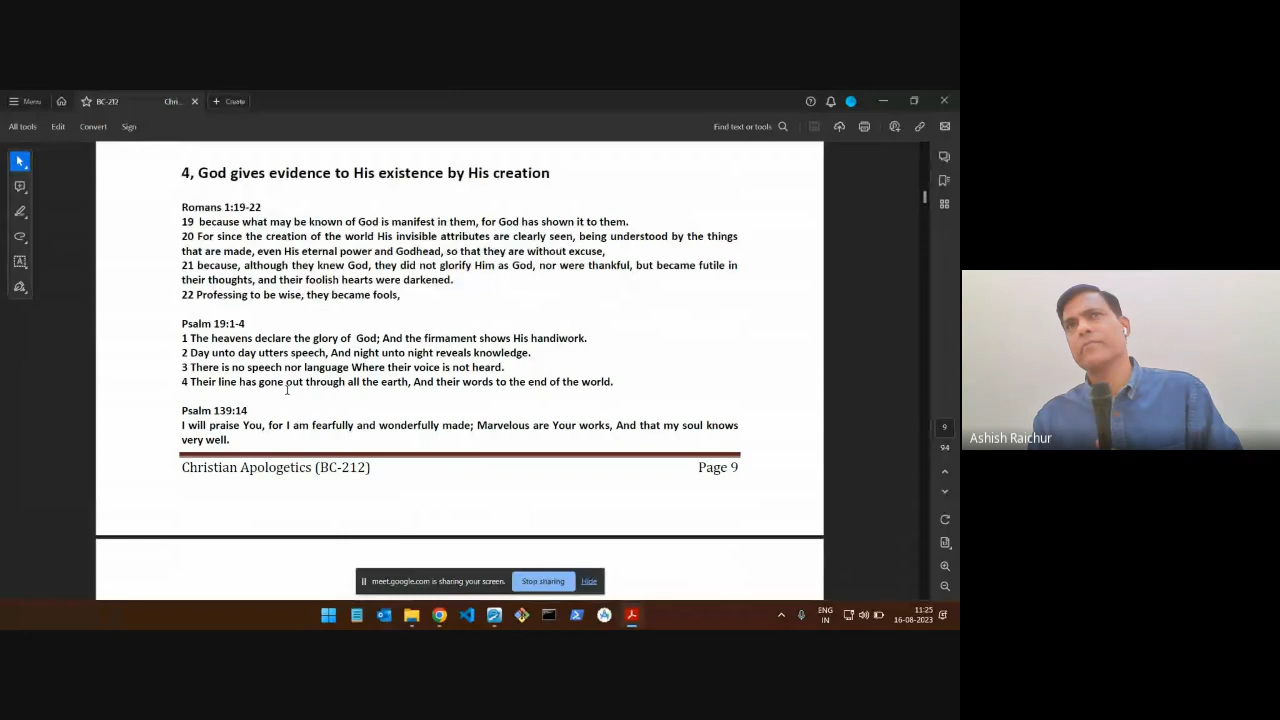 Menu
BC-212 Chri...
Create
All tools
Edit
Convert
Sign
Find text or tools
4, God gives evidence to His existence by His creation
Romans 1:19-22
19 because what may be known of God is manifest in them, for God has shown it to them.
20 For since the creation of the world His invisible attributes are clearly seen, being understood by the things
that are made, even His eternal power and Godhead, so that they are without excuse,
21 because, although they knew God, they did not glorify Him as God, nor were thankful, but became futile in
their thoughts, and their foolish hearts were darkened.
22 Professing to be wise, they became fools,
Psalm 19:1-4
1 The heavens declare the glory of God; And the firmament shows His handiwork.
2 Day unto day utters speech, And night unto night reveals knowledge.
3 There is no speech nor language Where their voice is not heard.
4 Their line has gone out through all the earth, And their words to the end of the world.
Psalm 139:14
I will praise You, for I am fearfully and wonderfully made; Marvelous are Your works, And that my soul knows
very well.
Christian Apologetics (BC-212) Page 9
9
94
Ashish Raichur
meet.google.com is sharing your screen.
Stop sharing
Hide
ENG
IN
11:25
16-08-2023